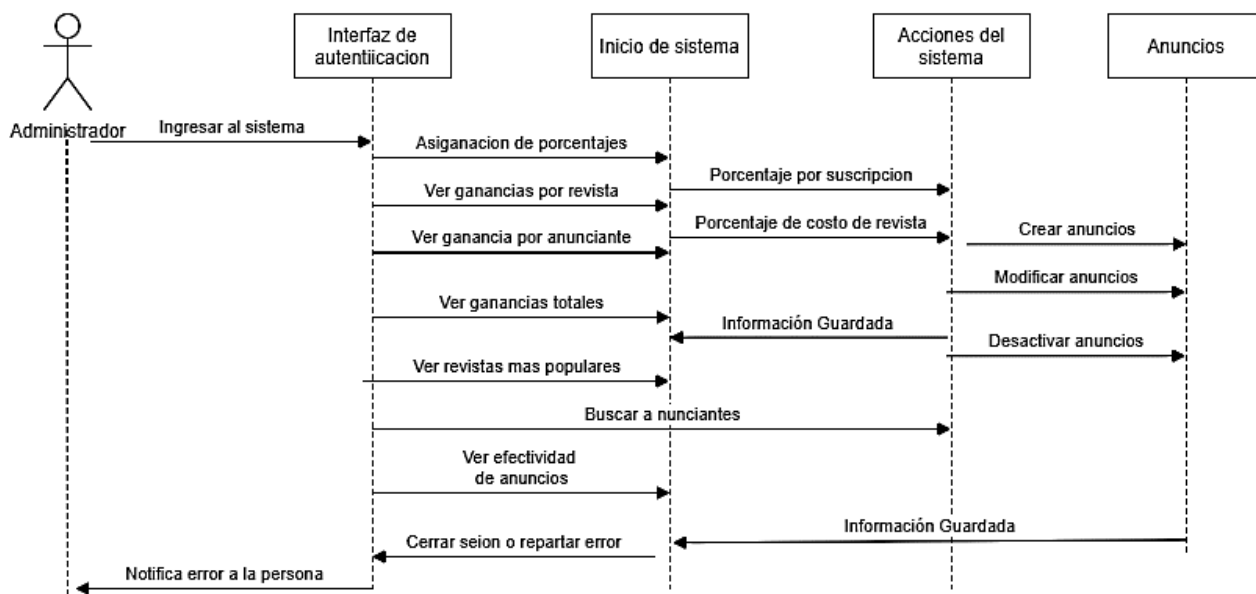 Interfaz de
autentiicacion
Inicio de sistema
Acciones del
sistema
Anuncios
Administrador
Ingresar al sistema
Asiganacion de porcentajes
Porcentaje por suscripcion
Ver ganancias por revista
Porcentaje de costo de revista
Crear anuncios
Ver ganancia por anunciante
Modificar anuncios
Ver ganancias totales
Información Guardada
Desactivar anuncios
Ver revistas mas populares
Buscar a nunciantes
Ver efectividad
de anuncios
Información Guardada
Cerrar seion o repartar error
Notifica error a la persona